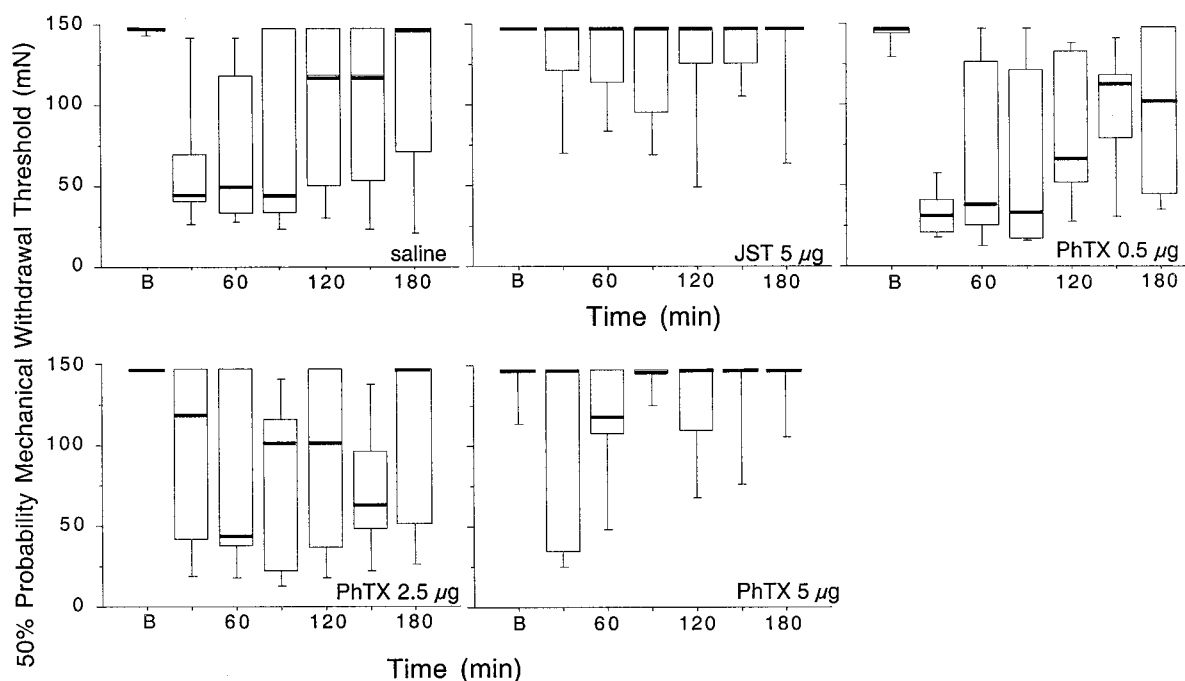 50% Probability Mechanical Withdrawal Threshold (mN)
150
100
50
0
saline
B 60 120 180
JST 5 µg
B 60 120 180
PhTX 0.5 µg
B 60 120 180
Time (min)
150
100
50
0
PhTX 2.5 µg
B 60 120 180
PhTX 5 µg
B 60 120 180
Time (min)